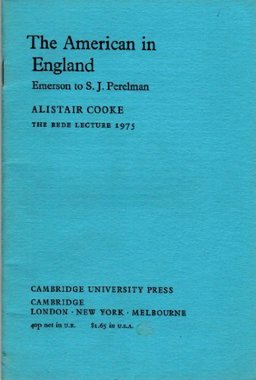 The American in
England
Emerson to S. J. Perelman
ALISTAIR COOKE
THE REDE LECTURE 1975
CAMBRIDGE UNIVERSITY PRESS
CAMBRIDGE
LONDON · NEW YORK · MELBOURNE
40p net in U.K. $1.65 in U.S.A.